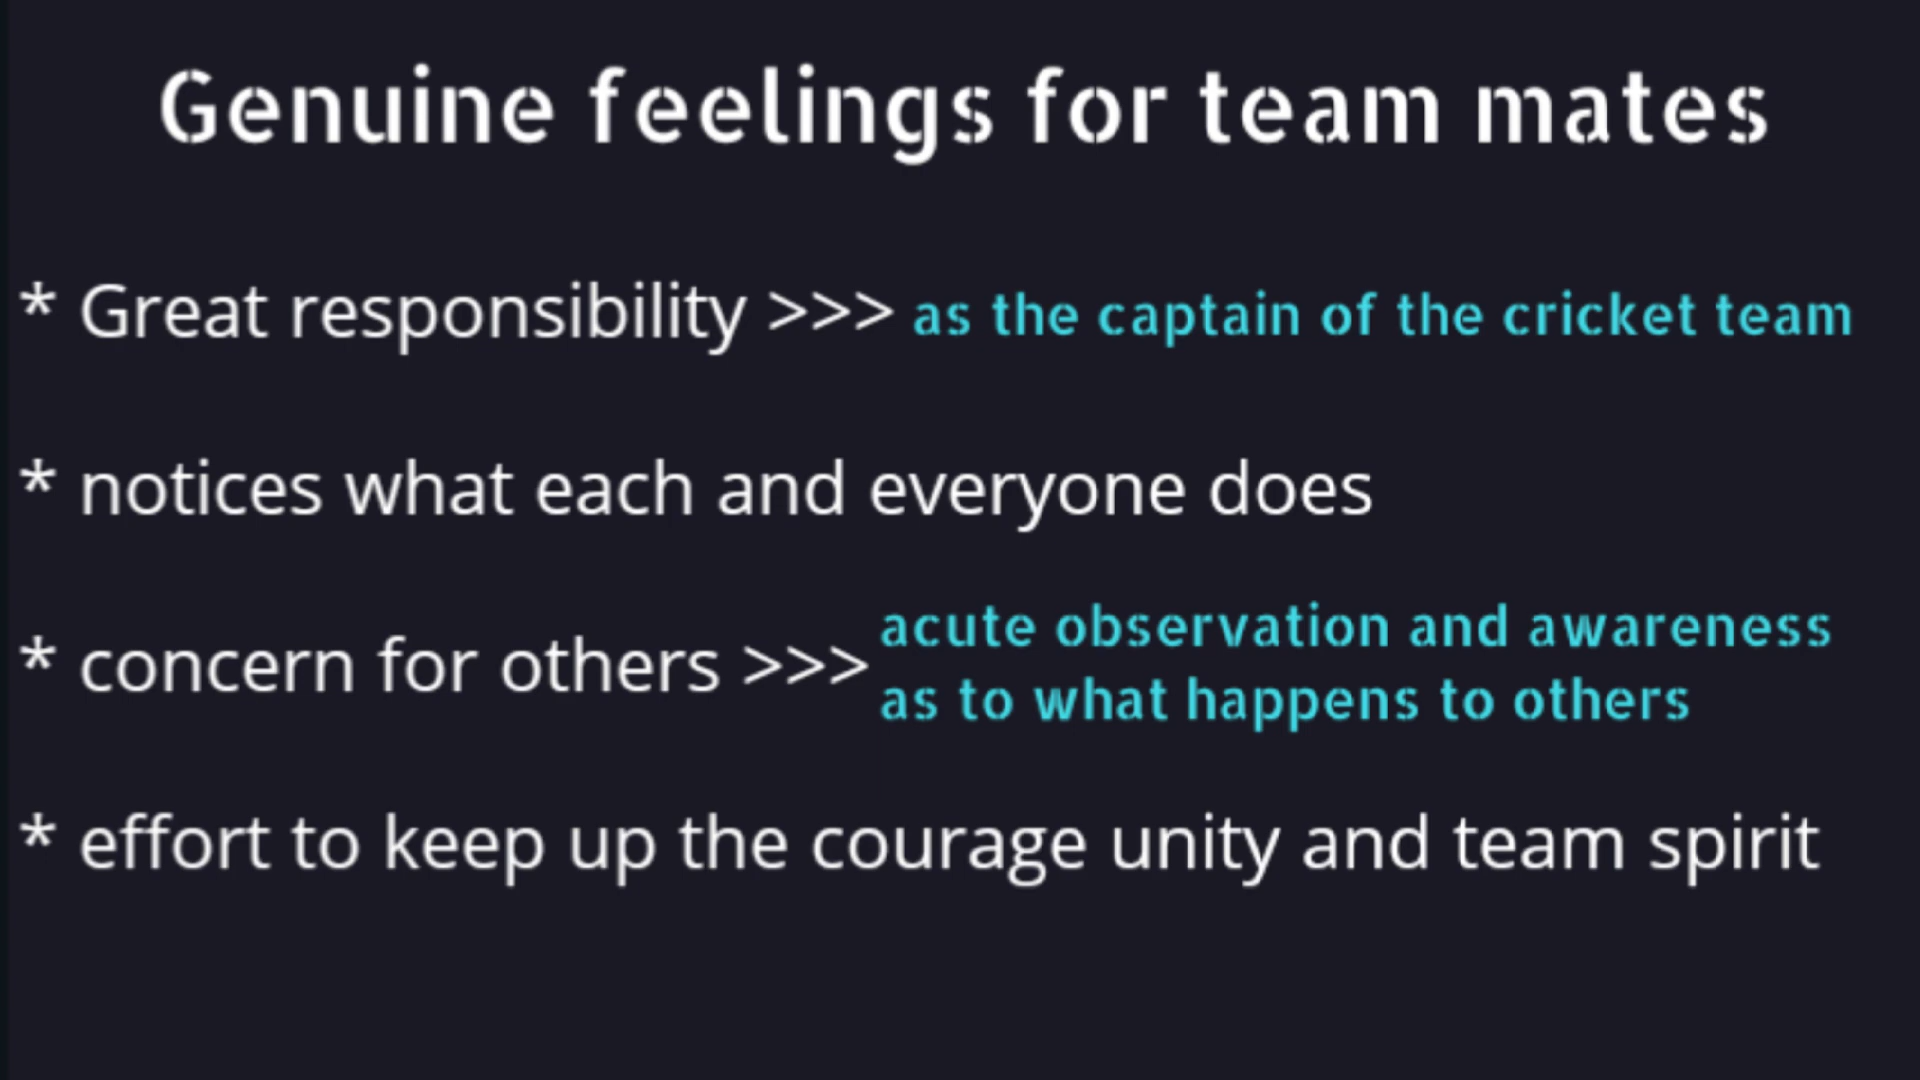 Genuine feelings for team mates
* Great responsibility >>> as the captain of the cricket team
* notices what each and everyone does
* concern for others >>> acute observation and awareness
as to what happens to others
* effort to keep up the courage unity and team spirit